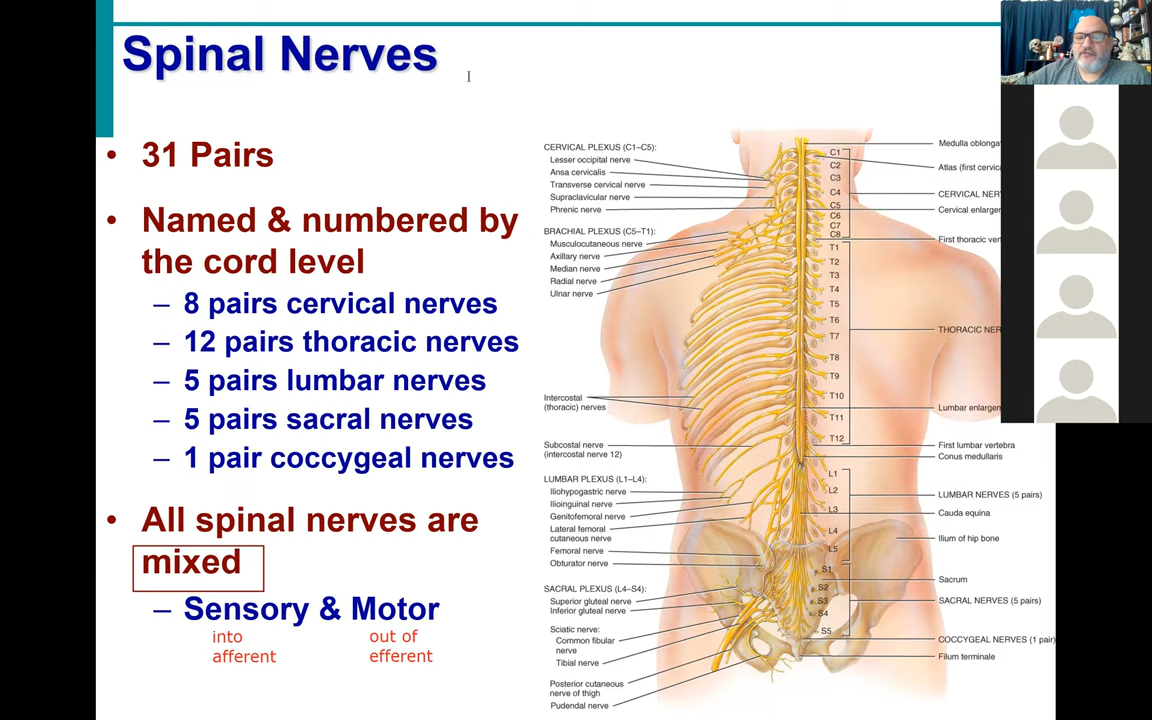 Spinal Nerves
• 31 Pairs
• Named & numbered by
the cord level
– 8 pairs cervical nerves
– 12 pairs thoracic nerves
– 5 pairs lumbar nerves
– 5 pairs sacral nerves
– 1 pair coccygeal nerves
• All spinal nerves are
mixed
– Sensory & Motor
into
afferent
out of
efferent
CERVICAL PLEXUS (C1–C5):
Lesser occipital nerve
Ansa cervicalis
Transverse cervical nerve
Supraclavicular nerve
Phrenic nerve
BRACHIAL PLEXUS (C5–T1):
Musculocutaneous nerve
Axillary nerve
Median nerve
Radial nerve
Ulnar nerve
Intercostal
(thoracic) nerves
Subcostal nerve
(intercostal nerve 12)
LUMBAR PLEXUS (L1–L4):
Iliohypogastric nerve
Ilioinguinal nerve
Genitofemoral nerve
Lateral femoral
cutaneous nerve
Femoral nerve
Obturator nerve
SACRAL PLEXUS (L4–S4):
Superior gluteal nerve
Inferior gluteal nerve
Sciatic nerve:
Common fibular
nerve
Tibial nerve
Posterior cutaneous
nerve of thigh
Pudendal nerve
C1
C2
C3
C4
C5
C6
C7
C8
T1
T2
T3
T4
T5
T6
T7
T8
T9
T10
T11
T12
L1
L2
L3
L4
L5
S1
S2
S3
S4
S5
Medulla oblonga
Atlas (first cervic
CERVICAL NER
Cervical enlarge
First thoracic ver
THORACIC NER
Lumbar enlarge
First lumbar vertebra
Conus medullaris
LUMBAR NERVES (5 pairs)
Cauda equina
Ilium of hip bone
Sacrum
SACRAL NERVES (5 pairs)
COCCYGEAL NERVES (1 pair)
Filum terminale